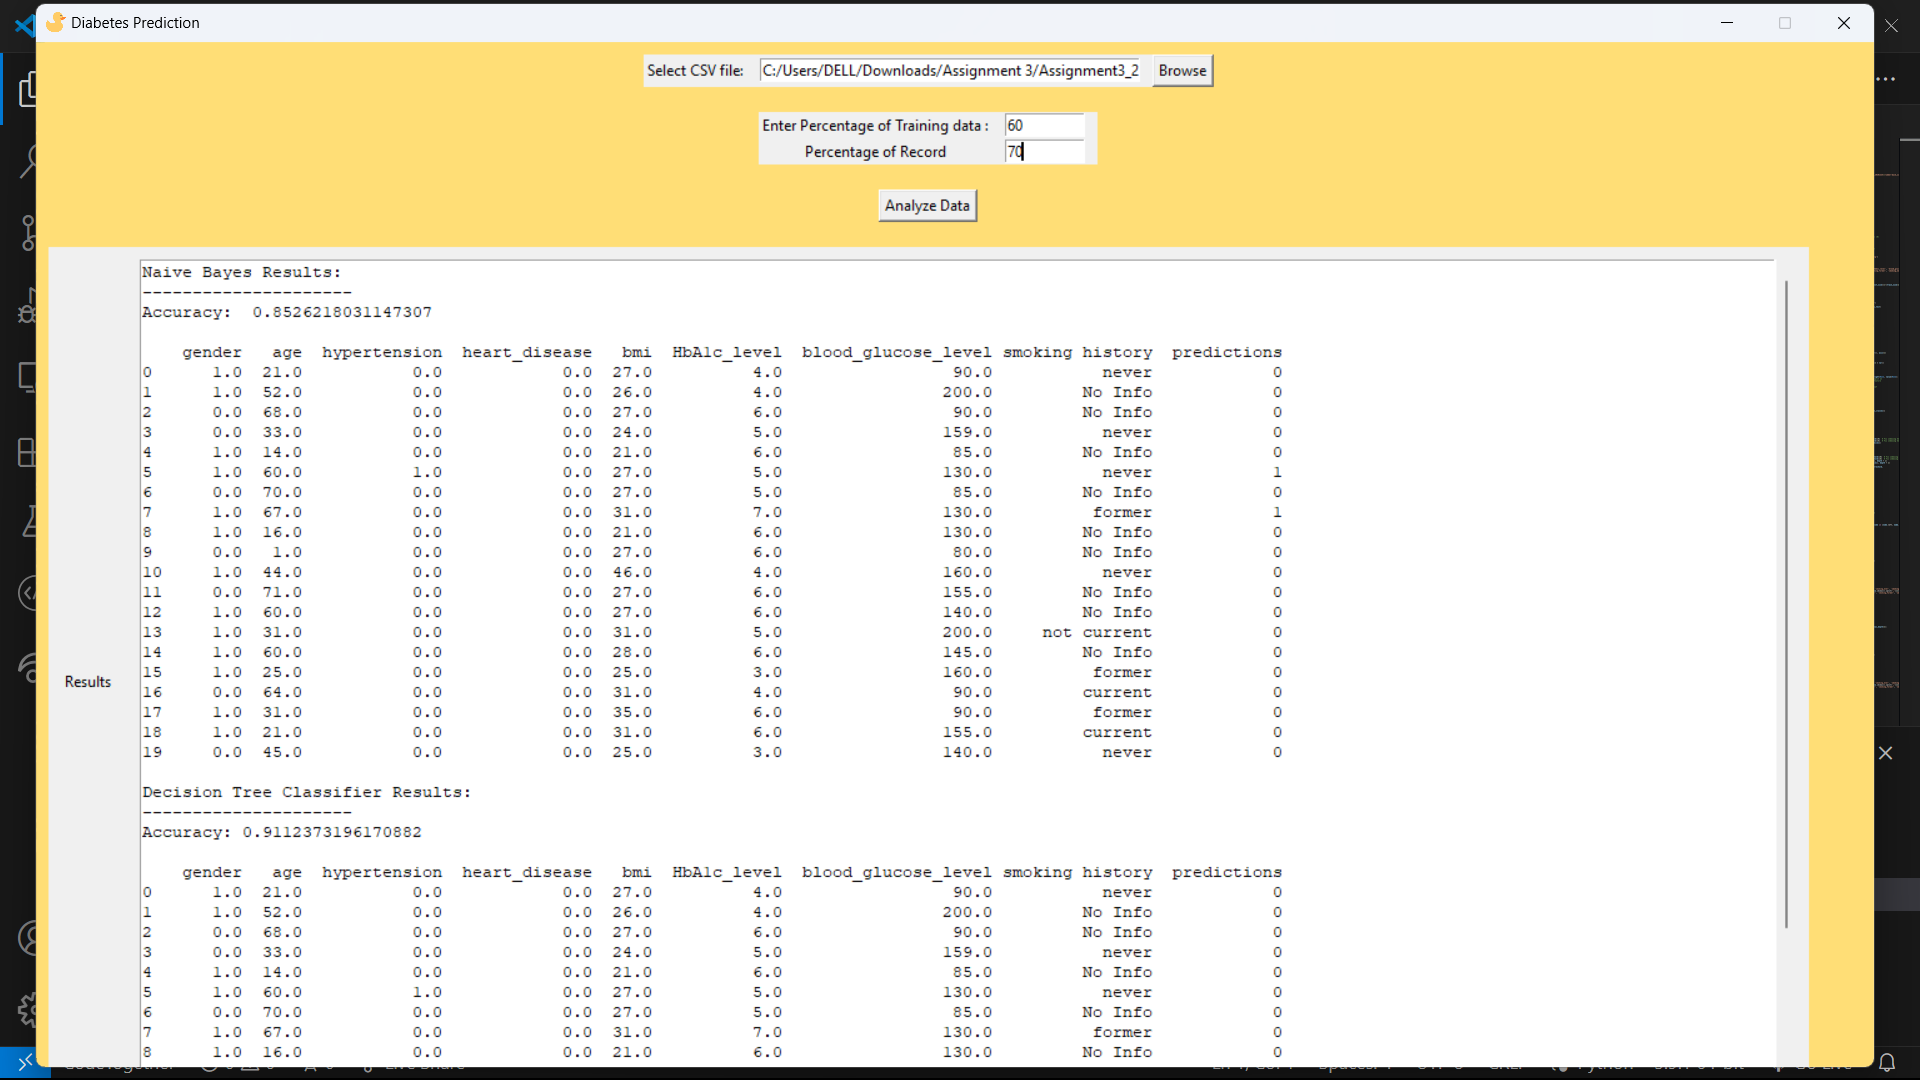 Diabetes Prediction
Select CSV file: C:/Users/DELL/Downloads/Assignment 3/Assignment3_2 Browse
Enter Percentage of Training data : 60
Percentage of Record 70
Analyze Data
Results
Naive Bayes Results:
---------------------
Accuracy:  0.8526218031147307
gender age hypertension heart_disease bmi HbA1c_level blood_glucose_level smoking history predictions
0 1.0 21.0 0.0 0.0 27.0 4.0 90.0 never 0
1 1.0 52.0 0.0 0.0 26.0 4.0 200.0 No Info 0
2 0.0 68.0 0.0 0.0 27.0 6.0 90.0 No Info 0
3 0.0 33.0 0.0 0.0 24.0 5.0 159.0 never 0
4 1.0 14.0 0.0 0.0 21.0 6.0 85.0 No Info 0
5 1.0 60.0 1.0 0.0 27.0 5.0 130.0 never 1
6 0.0 70.0 0.0 0.0 27.0 5.0 85.0 No Info 0
7 1.0 67.0 0.0 0.0 31.0 7.0 130.0 former 1
8 1.0 16.0 0.0 0.0 21.0 6.0 130.0 No Info 0
9 0.0 1.0 0.0 0.0 27.0 6.0 80.0 No Info 0
10 1.0 44.0 0.0 0.0 46.0 4.0 160.0 never 0
11 0.0 71.0 0.0 0.0 27.0 6.0 155.0 No Info 0
12 1.0 60.0 0.0 0.0 27.0 6.0 140.0 No Info 0
13 1.0 31.0 0.0 0.0 31.0 5.0 200.0 not current 0
14 1.0 60.0 0.0 0.0 28.0 6.0 145.0 No Info 0
15 1.0 25.0 0.0 0.0 25.0 3.0 160.0 former 0
16 0.0 64.0 0.0 0.0 31.0 4.0 90.0 current 0
17 1.0 31.0 0.0 0.0 35.0 6.0 90.0 former 0
18 1.0 21.0 0.0 0.0 31.0 6.0 155.0 current 0
19 0.0 45.0 0.0 0.0 25.0 3.0 140.0 never 0
Decision Tree Classifier Results:
---------------------
Accuracy: 0.9112373196170882
gender age hypertension heart_disease bmi HbA1c_level blood_glucose_level smoking history predictions
0 1.0 21.0 0.0 0.0 27.0 4.0 90.0 never 0
1 1.0 52.0 0.0 0.0 26.0 4.0 200.0 No Info 0
2 0.0 68.0 0.0 0.0 27.0 6.0 90.0 No Info 0
3 0.0 33.0 0.0 0.0 24.0 5.0 159.0 never 0
4 1.0 14.0 0.0 0.0 21.0 6.0 85.0 No Info 0
5 1.0 60.0 1.0 0.0 27.0 5.0 130.0 never 0
6 0.0 70.0 0.0 0.0 27.0 5.0 85.0 No Info 0
7 1.0 67.0 0.0 0.0 31.0 7.0 130.0 former 0
8 1.0 16.0 0.0 0.0 21.0 6.0 130.0 No Info 0